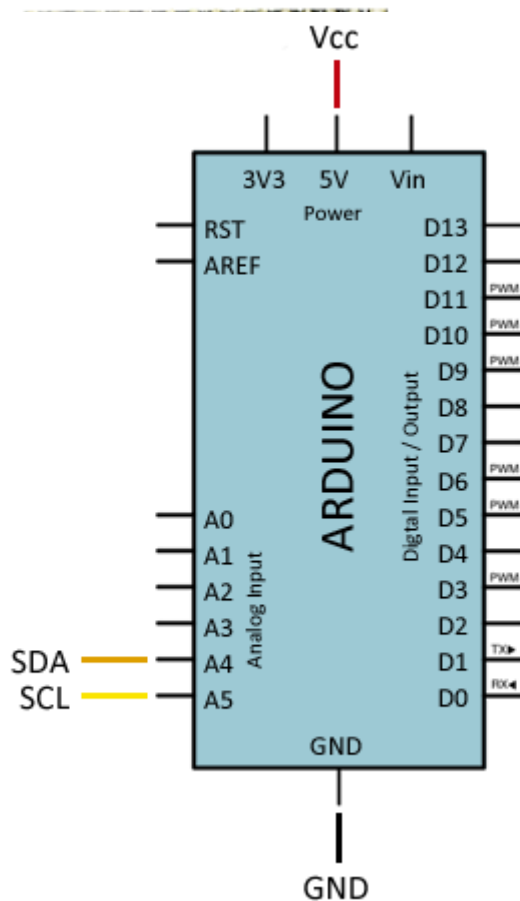 Vcc
3V3 5V Vin
Power
RST D13
AREF D12
D11 PWM
D10 PWM
D9 PWM
D8
D7
D6 PWM
ARDUINO
Digtal Input / Output
A0 D5 PWM
A1 D4
A2 D3 PWM
A3 D2
Analog Input
SDA A4 D1 TX
SCL A5 D0 RX
GND
GND